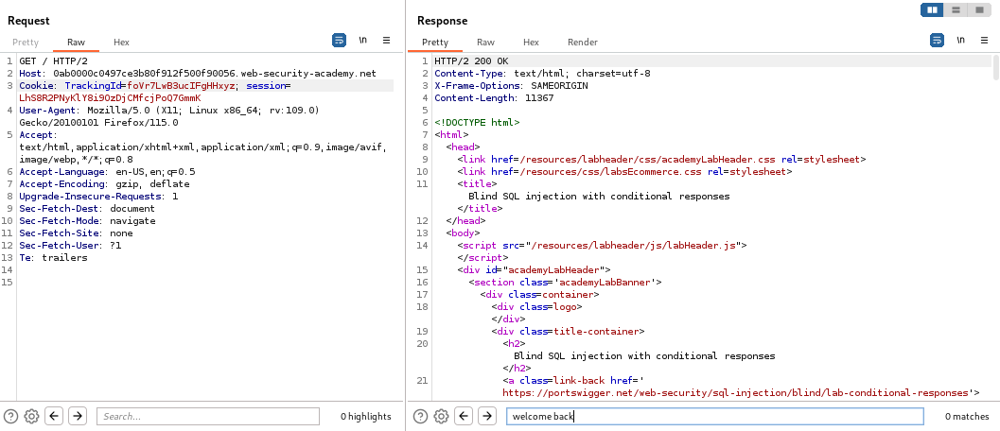 Request
Pretty Raw Hex \n
1 GET / HTTP/2
2 Host: 0ab0000c0497ce3b80f912f500f90056.web-security-academy.net
3 Cookie: TrackingId=foVr7LwB3ucIFgHHxyz; session=
LhS8R2PNyKlY8i9OzDjCMfcjPoQ7GmmK
4 User-Agent: Mozilla/5.0 (X11; Linux x86_64; rv:109.0)
Gecko/20100101 Firefox/115.0
5 Accept:
text/html,application/xhtml+xml,application/xml;q=0.9,image/avif,
image/webp,*/*;q=0.8
6 Accept-Language: en-US,en;q=0.5
7 Accept-Encoding: gzip, deflate
8 Upgrade-Insecure-Requests: 1
9 Sec-Fetch-Dest: document
10 Sec-Fetch-Mode: navigate
11 Sec-Fetch-Site: none
12 Sec-Fetch-User: ?1
13 Te: trailers
14
15
Search...
0 highlights
Response
Pretty Raw Hex Render \n
1 HTTP/2 200 OK
2 Content-Type: text/html; charset=utf-8
3 X-Frame-Options: SAMEORIGIN
4 Content-Length: 11367
5
6 <!DOCTYPE html>
7 <html>
8 <head>
9 <link href=/resources/labheader/css/academyLabHeader.css rel=stylesheet>
10 <link href=/resources/css/labsEcommerce.css rel=stylesheet>
11 <title>
Blind SQL injection with conditional responses
</title>
12 </head>
13 <body>
14 <script src="/resources/labheader/js/labHeader.js">
</script>
15 <div id="academyLabHeader">
16 <section class='academyLabBanner'>
17 <div class=container>
18 <div class=logo>
</div>
19 <div class=title-container>
20 <h2>
Blind SQL injection with conditional responses
</h2>
21 <a class=link-back href='
https://portswigger.net/web-security/sql-injection/blind/lab-conditional-responses'>
welcome back
0 matches